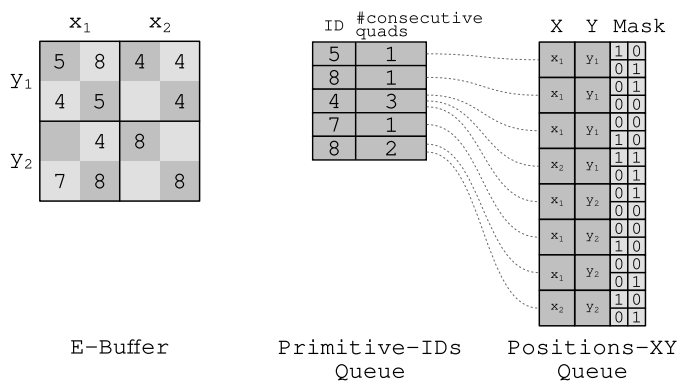 x₁ x₂
y₁
y₂
5 8 4 4
4 5 4
4 8
7 8 8
E-Buffer
ID #consecutive quads
5 1
8 1
4 3
7 1
8 2
Primitive-IDs
Queue
X Y Mask
x₁ y₁ 1 0
0 1
x₁ y₁ 0 1
0 0
x₁ y₁ 0 0
1 0
x₂ y₁ 1 1
0 1
x₁ y₂ 0 1
0 0
x₁ y₂ 0 0
1 0
x₁ y₂ 0 0
0 1
x₂ y₂ 1 0
0 1
Positions-XY
Queue